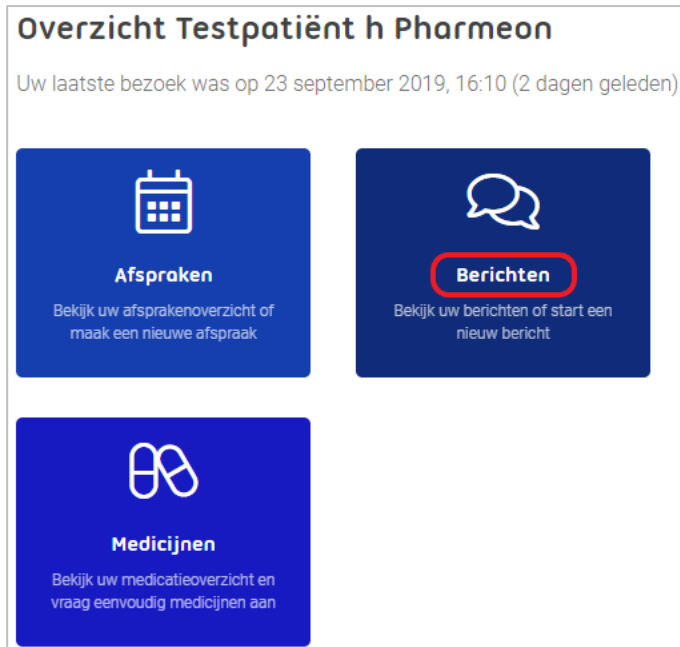 Overzicht Testpatiënt h Pharmeon
Uw laatste bezoek was op 23 september 2019, 16:10 (2 dagen geleden)
Afspraken
Bekijk uw afsprakenoverzicht of
maak een nieuwe afspraak
Berichten
Bekijk uw berichten of start een
nieuw bericht
Medicijnen
Bekijk uw medicatieoverzicht en
vraag eenvoudig medicijnen aan